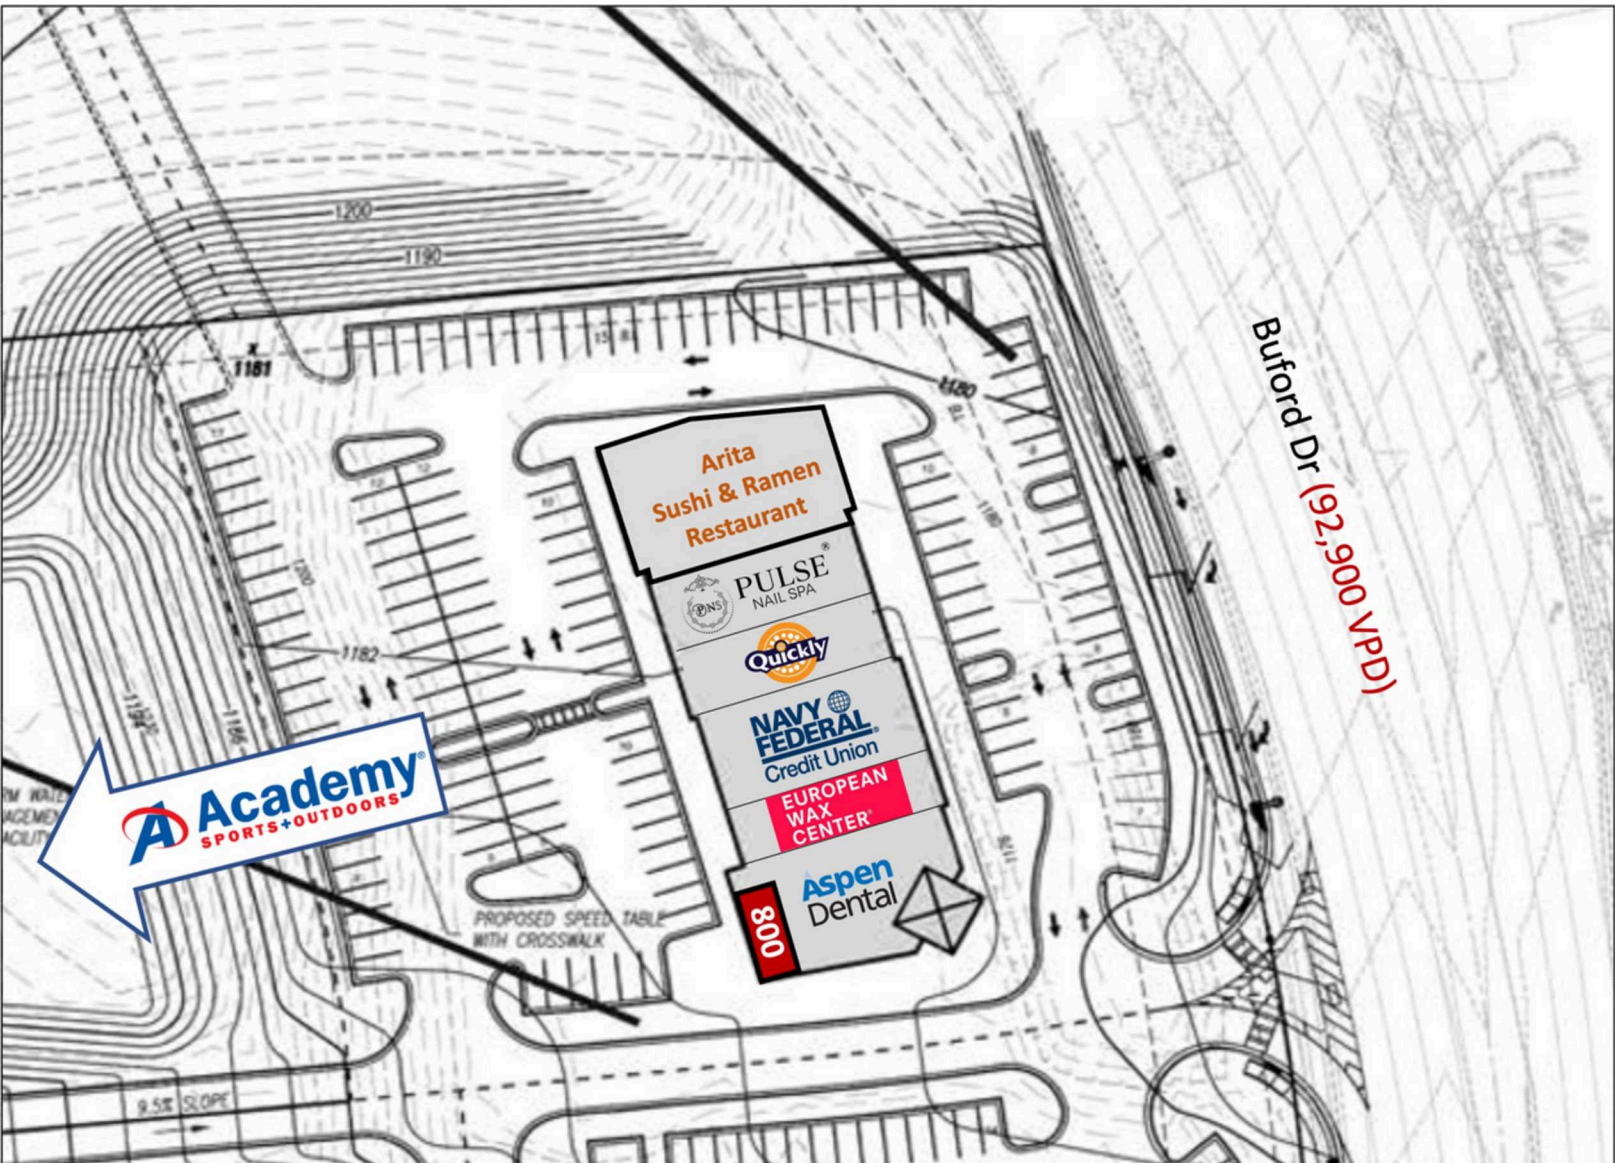 1200
1190
1181
15
1180
Arita
Sushi & Ramen
Restaurant
Buford Dr (92,900 VPD)
1180
PNS
PULSE®
NAIL SPA
Quickly
1182
NAVY
FEDERAL®
Credit Union
EUROPEAN
WAX
CENTER®
Academy®
SPORTS+OUTDOORS
Aspen
Dental
800
PROPOSED SPEED TABLE
WITH CROSSWALK
9.5% SLOPE